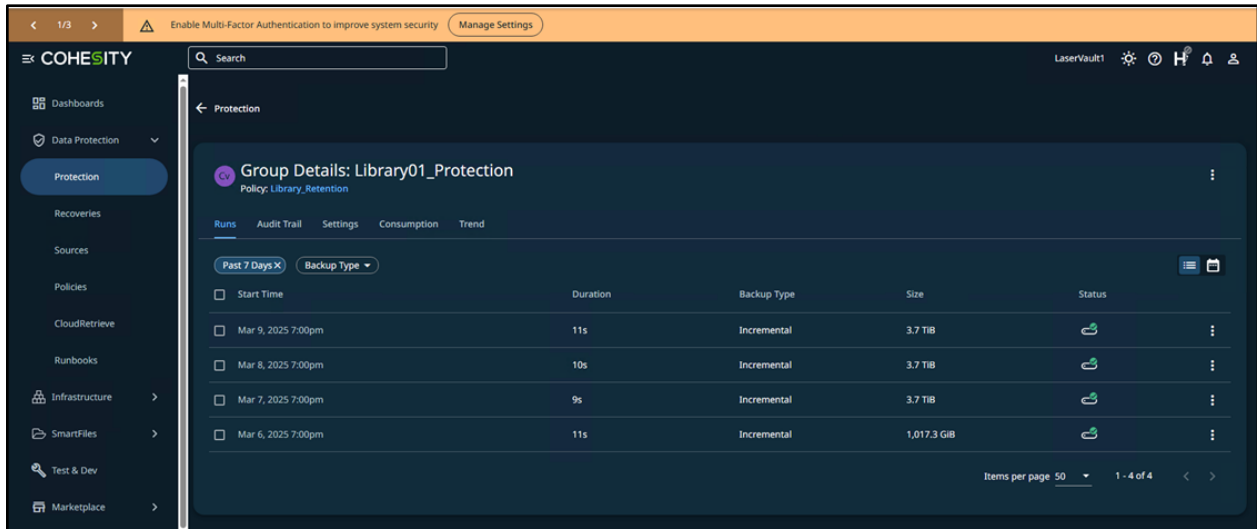 1/3 Enable Multi-Factor Authentication to improve system security Manage Settings
COHESITY Search LaserVault1
Dashboards
Data Protection
Protection
Recoveries
Sources
Policies
CloudRetrieve
Runbooks
Infrastructure
SmartFiles
Test & Dev
Marketplace
Protection
Cv Group Details: Library01_Protection
Policy: Library_Retention
Runs Audit Trail Settings Consumption Trend
Past 7 Days Backup Type
Start Time Duration Backup Type Size Status
Mar 9, 2025 7:00pm 11s Incremental 3.7 TiB
Mar 8, 2025 7:00pm 10s Incremental 3.7 TiB
Mar 7, 2025 7:00pm 9s Incremental 3.7 TiB
Mar 6, 2025 7:00pm 11s Incremental 1,017.3 GiB
Items per page 50 1 - 4 of 4